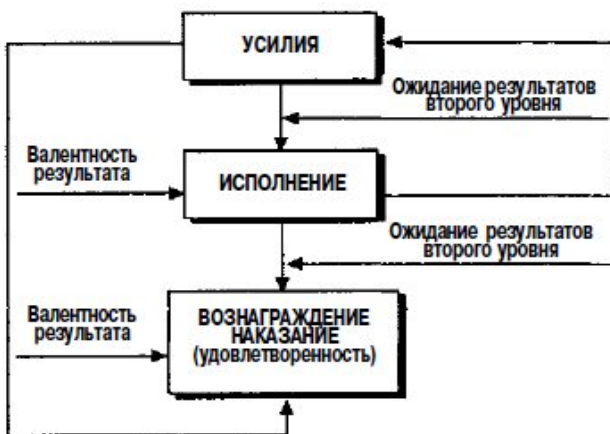 УСИЛИЯ
Ожидание результатов
второго уровня
Валентность
результата
ИСПОЛНЕНИЕ
Ожидание результатов
второго уровня
Валентность
результата
ВОЗНАГРАЖДЕНИЕ
НАКАЗАНИЕ
(удовлетворенность)